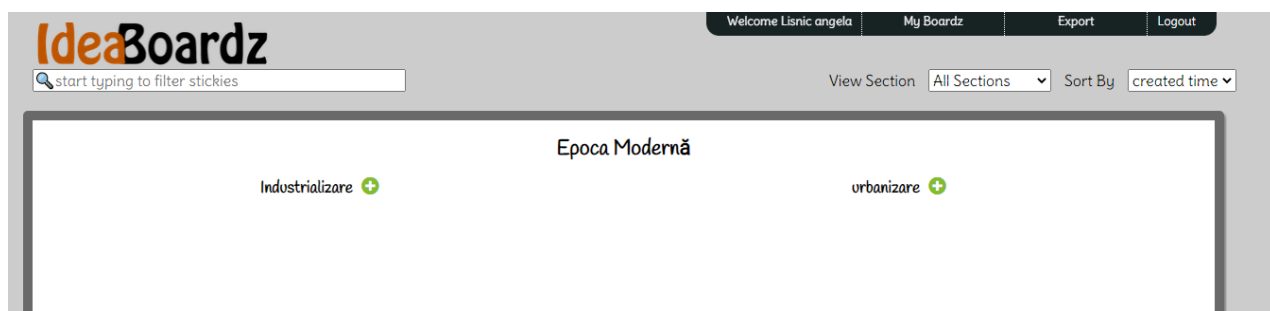 Welcome Lisnic angela My Boardz Export Logout
IdeaBoardz
start typing to filter stickies View Section All Sections Sort By created time
Epoca Modernă
Industrializare urbanizare